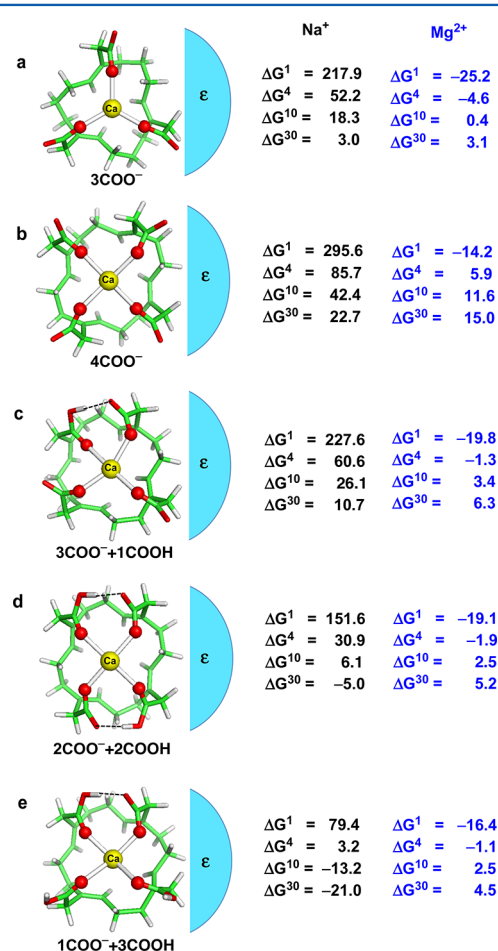 Na⁺ Mg²⁺
a
Ca
ε
ΔG¹ = 217.9 ΔG¹ = −25.2
ΔG⁴ = 52.2 ΔG⁴ = −4.6
ΔG¹⁰ = 18.3 ΔG¹⁰ = 0.4
ΔG³⁰ = 3.0 ΔG³⁰ = 3.1
3COO⁻
b
Ca
ε
ΔG¹ = 295.6 ΔG¹ = −14.2
ΔG⁴ = 85.7 ΔG⁴ = 5.9
ΔG¹⁰ = 42.4 ΔG¹⁰ = 11.6
ΔG³⁰ = 22.7 ΔG³⁰ = 15.0
4COO⁻
c
Ca
ε
ΔG¹ = 227.6 ΔG¹ = −19.8
ΔG⁴ = 60.6 ΔG⁴ = −1.3
ΔG¹⁰ = 26.1 ΔG¹⁰ = 3.4
ΔG³⁰ = 10.7 ΔG³⁰ = 6.3
3COO⁻+1COOH
d
Ca
ε
ΔG¹ = 151.6 ΔG¹ = −19.1
ΔG⁴ = 30.9 ΔG⁴ = −1.9
ΔG¹⁰ = 6.1 ΔG¹⁰ = 2.5
ΔG³⁰ = −5.0 ΔG³⁰ = 5.2
2COO⁻+2COOH
e
Ca
ε
ΔG¹ = 79.4 ΔG¹ = −16.4
ΔG⁴ = 3.2 ΔG⁴ = −1.1
ΔG¹⁰ = −13.2 ΔG¹⁰ = 2.5
ΔG³⁰ = −21.0 ΔG³⁰ = 4.5
1COO⁻+3COOH